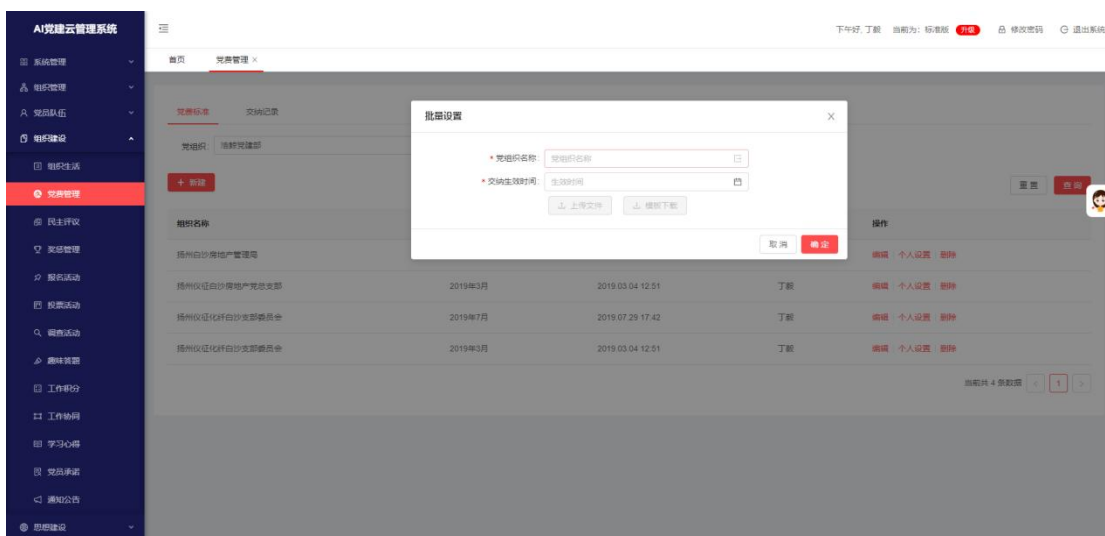 AI党建云管理系统
下午好,丁毅 当前为：标准版 升级 修改密码 退出系统
系统管理
组织管理
党员队伍
组织建设
组织生活
党费管理
民主评议
奖惩管理
报名活动
投票活动
调查活动
趣味答题
工作积分
工作协同
学习心得
党员承诺
通知公告
思想建设
首页 党费管理 ×
党费标准 交纳记录
党组织: 浩鲸党建部
+ 新建
重置 查询
组织名称 操作
扬州白沙房地产管理局 编辑 个人设置 删除
扬州仪征白沙房地产党总支部 2019年3月 2019.03.04 12:51 丁毅 编辑 个人设置 删除
扬州仪征化纤白沙支部委员会 2019年7月 2019.07.29 17:42 丁毅 编辑 个人设置 删除
扬州仪征化纤白沙支部委员会 2019年3月 2019.03.04 12:51 丁毅 编辑 个人设置 删除
当前共 4 条数据 < 1 >
批量设置 ×
* 党组织名称: 党组织名称
* 交纳生效时间: 生效时间
上传文件 模板下载
取消 确定